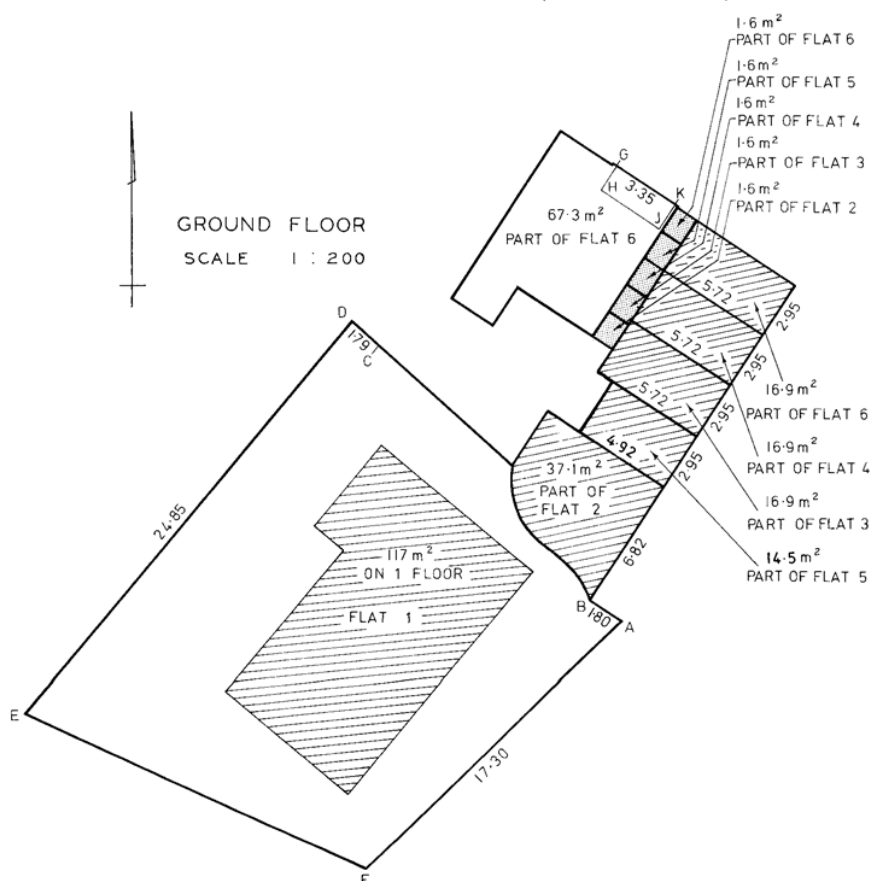 1·6 m²
PART OF FLAT 6
1·6 m²
PART OF FLAT 5
1·6 m²
PART OF FLAT 4
1·6 m²
PART OF FLAT 3
1·6 m²
PART OF FLAT 2
GROUND FLOOR
SCALE 1 : 200
G
H
3·35
J
K
67·3 m²
PART OF FLAT 6
5·72
2·95
5·72
2·95
5·72
2·95
4·92
2·95
16·9 m²
PART OF FLAT 6
16·9 m²
PART OF FLAT 4
16·9 m²
PART OF FLAT 3
14·5 m²
PART OF FLAT 5
37·1 m²
PART OF
FLAT 2
6·82
B
1·80
A
D
1·79
C
24·85
117 m²
ON 1 FLOOR
FLAT 1
E
17·30
F